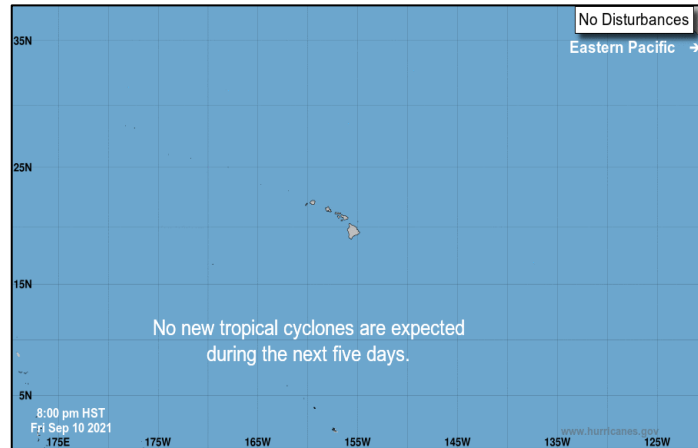 No Disturbances
35N
Eastern Pacific →
25N
15N
No new tropical cyclones are expected
during the next five days.
5N
8:00 pm HST
Fri Sep 10 2021
www.hurricanes.gov
175E 175W 165W 155W 145W 135W 125W